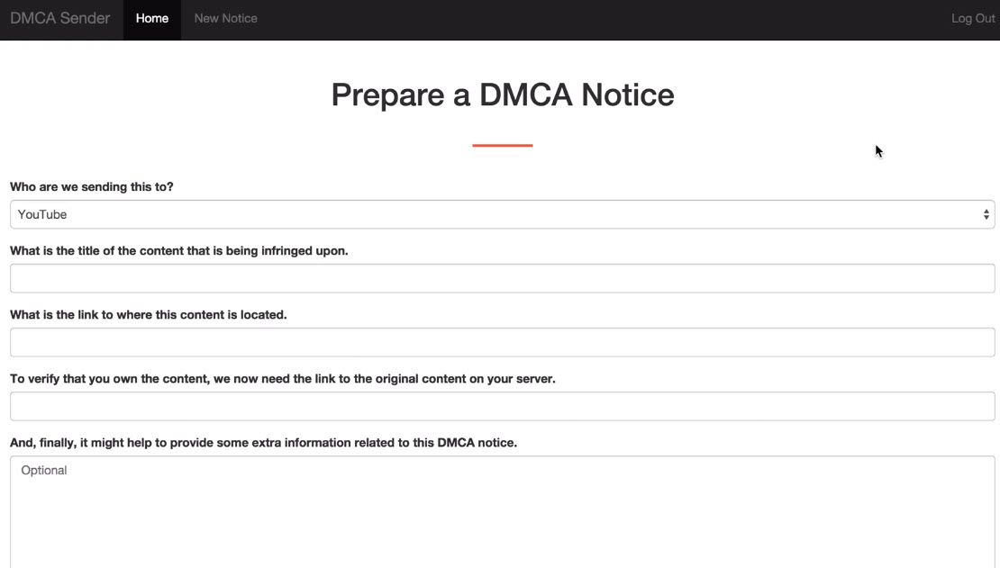 DMCA Sender Home New Notice Log Out
Prepare a DMCA Notice
Who are we sending this to?
YouTube
What is the title of the content that is being infringed upon.
What is the link to where this content is located.
To verify that you own the content, we now need the link to the original content on your server.
And, finally, it might help to provide some extra information related to this DMCA notice.
Optional